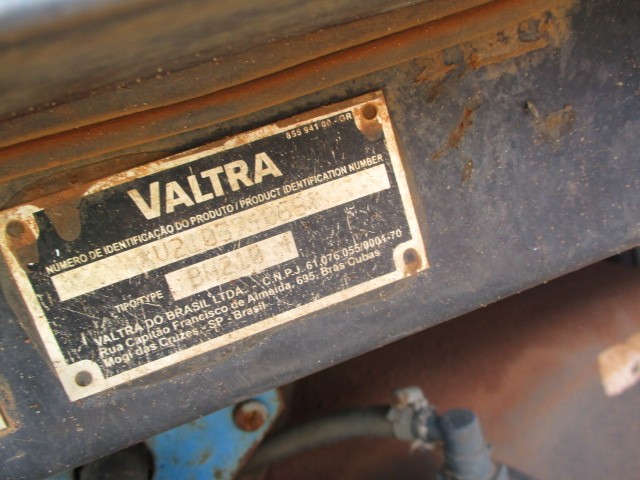 858 941 00 - GR
VALTRA
NÚMERO DE IDENTIFICAÇÃO DO PRODUTO / PRODUCT IDENTIFICATION NUMBER
TIPO/TYPE
VALTRA DO BRASIL LTDA. - C.N.P.J. 61.076.055/0001-70
Rua Capitão Francisco de Almeida, 695, Brás Cubas
Mogi das Cruzes - SP - Brasil